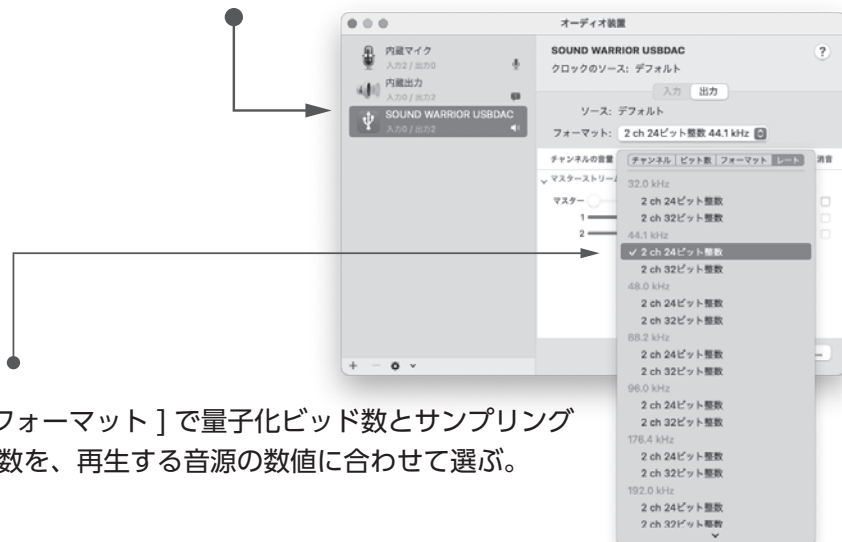 オーディオ装置
内蔵マイク
入力2 / 出力0
内蔵出力
入力0 / 出力2
SOUND WARRIOR USBDAC
入力0 / 出力2
SOUND WARRIOR USBDAC
?
クロックのソース: デフォルト
入力 出力
ソース: デフォルト
フォーマット: 2 ch 24ビット整数 44.1 kHz
チャンネルの音量
消音
マスターストリーム
マスター
1
2
チャンネル ビット数 フォーマット レート
32.0 kHz
2 ch 24ビット整数
2 ch 32ビット整数
44.1 kHz
✓ 2 ch 24ビット整数
2 ch 32ビット整数
48.0 kHz
2 ch 24ビット整数
2 ch 32ビット整数
88.2 kHz
2 ch 24ビット整数
2 ch 32ビット整数
96.0 kHz
2 ch 24ビット整数
2 ch 32ビット整数
176.4 kHz
2 ch 24ビット整数
2 ch 32ビット整数
192.0 kHz
2 ch 24ビット整数
2 ch 32ビット整数
フォーマット ] で量子化ビッド数とサンプリング
数を、再生する音源の数値に合わせて選ぶ。